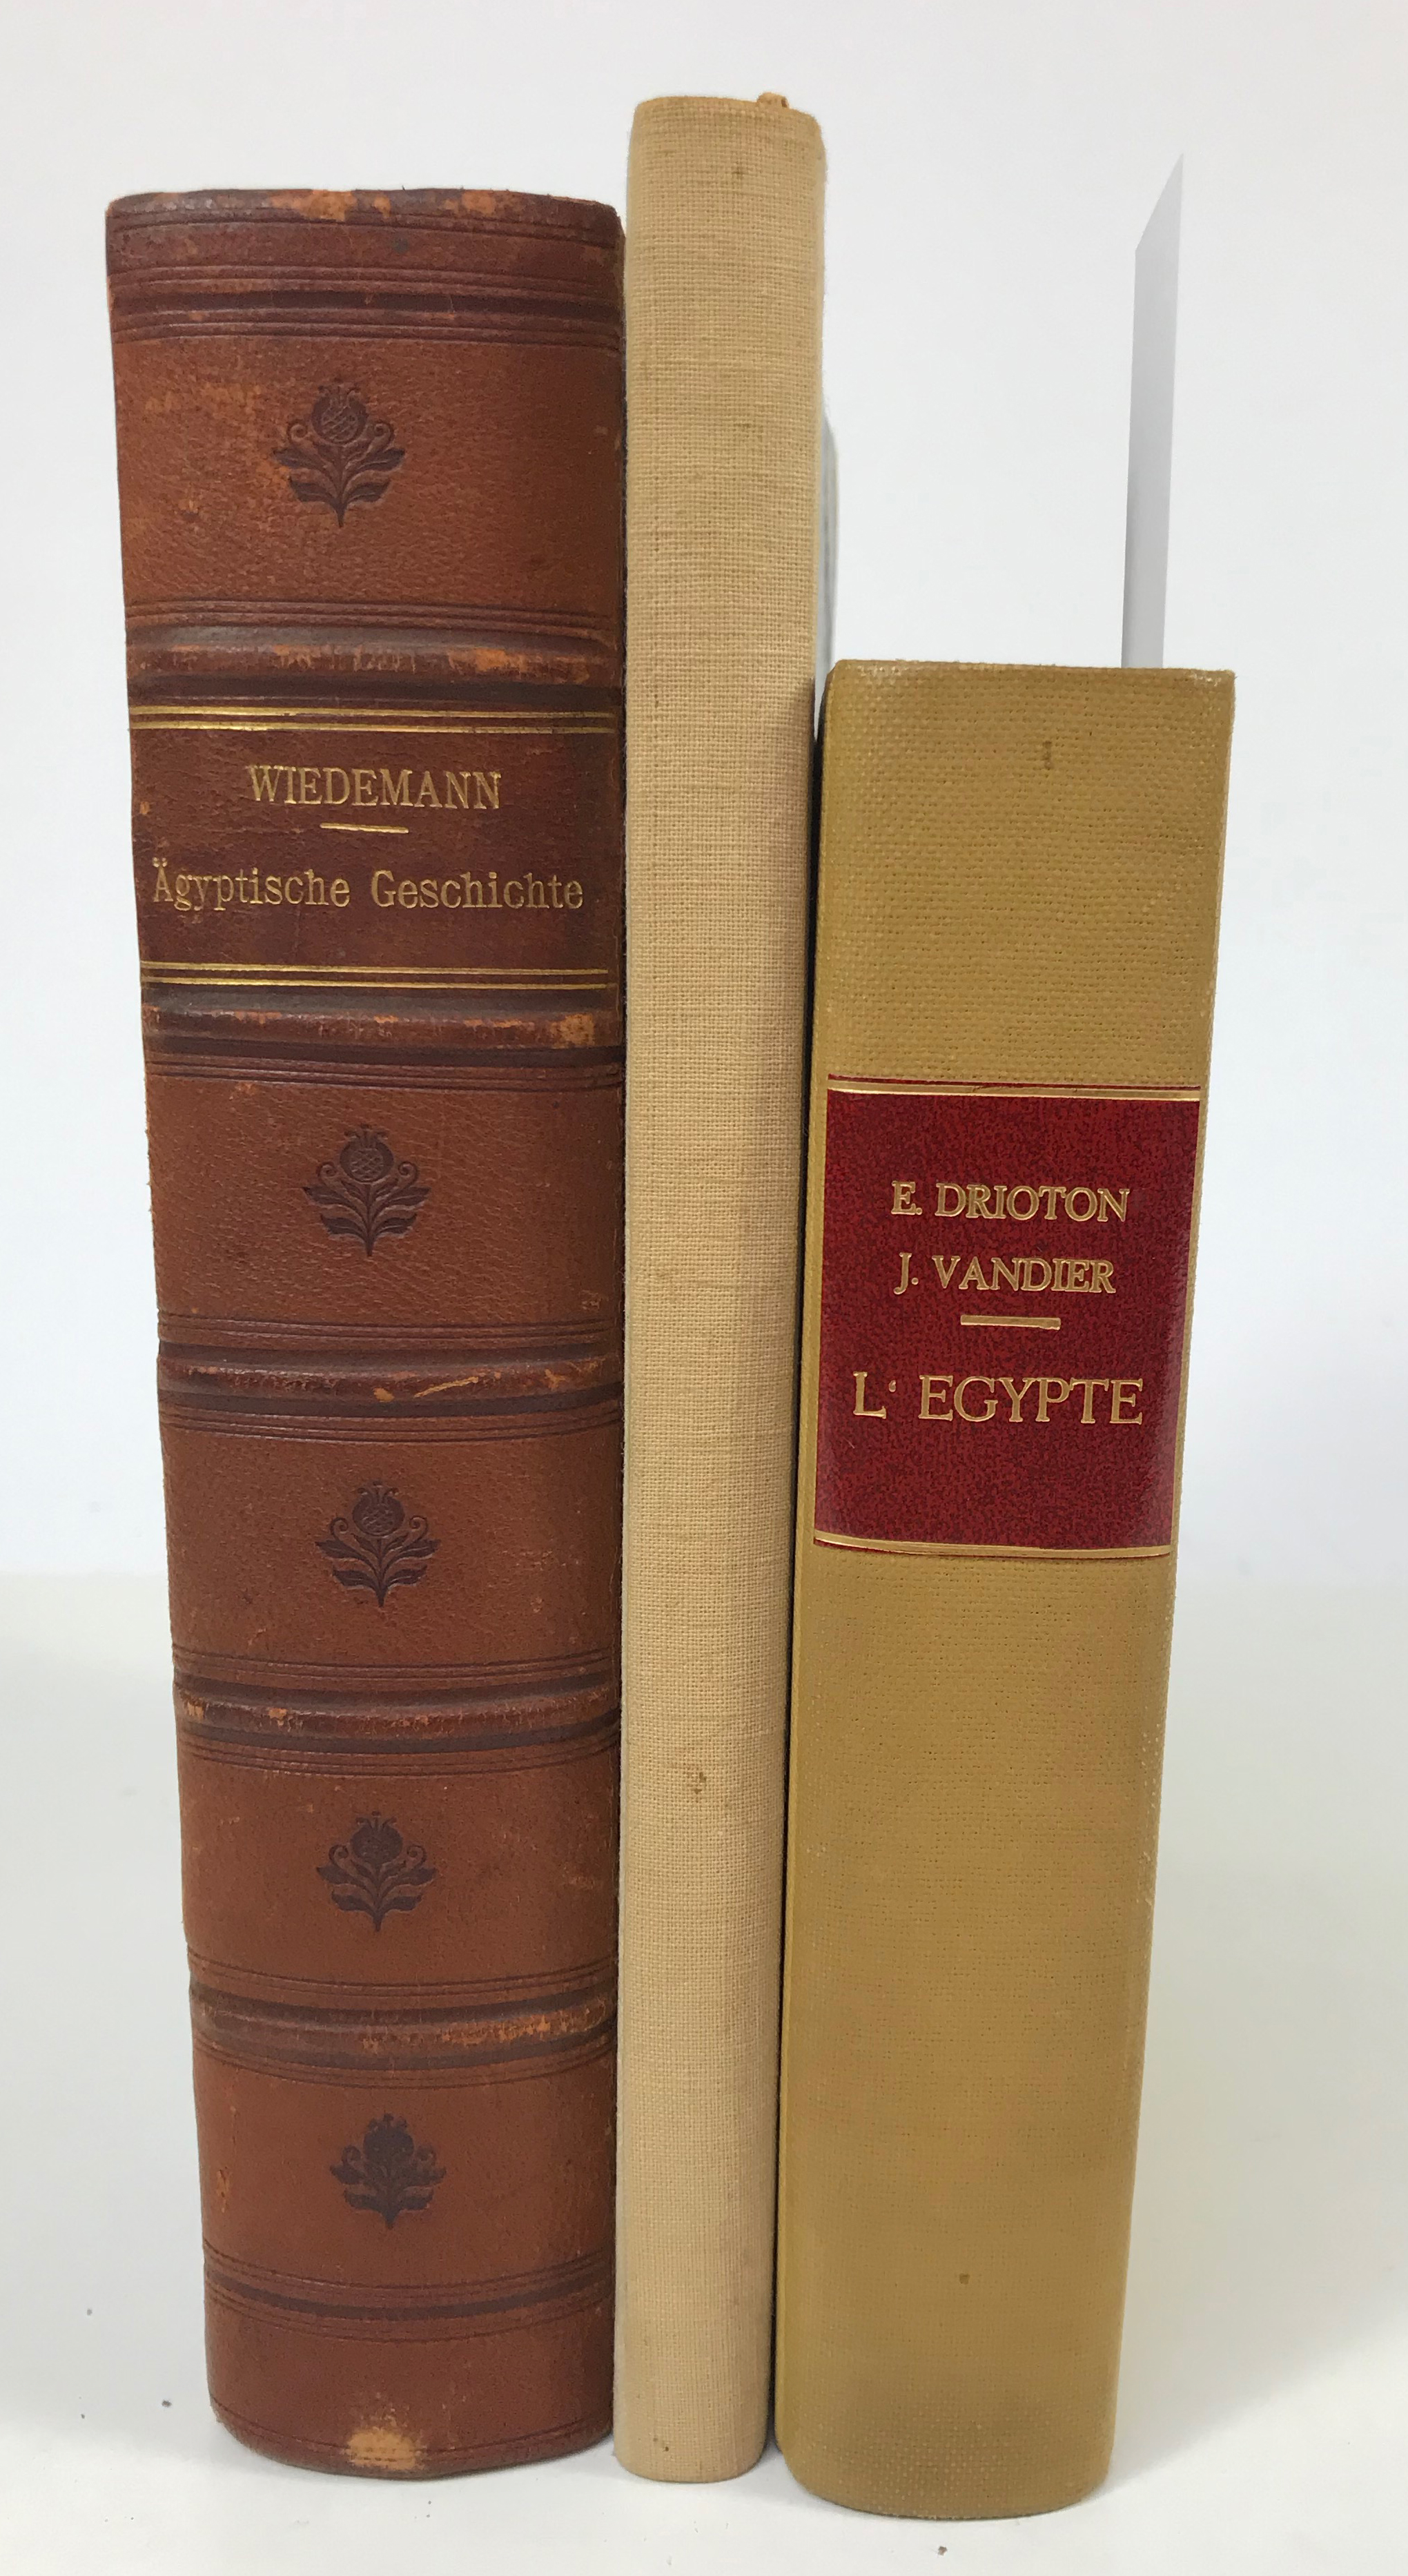 WIEDEMANN
Ägyptische Geschichte
E. DRIOTON
J. VANDIER
L‘ EGYPTE